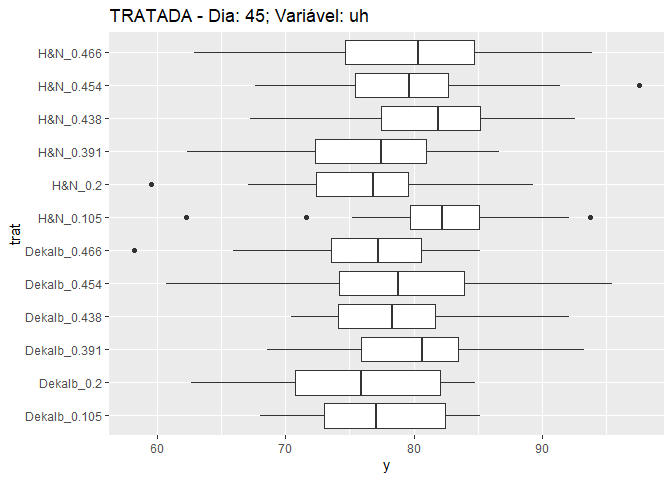 TRATADA - Dia: 45; Variável: uh
H&N_0.466
H&N_0.454
H&N_0.438
H&N_0.391
H&N_0.2
H&N_0.105
Dekalb_0.466
Dekalb_0.454
Dekalb_0.438
Dekalb_0.391
Dekalb_0.2
Dekalb_0.105
trat
60 70 80 90
y